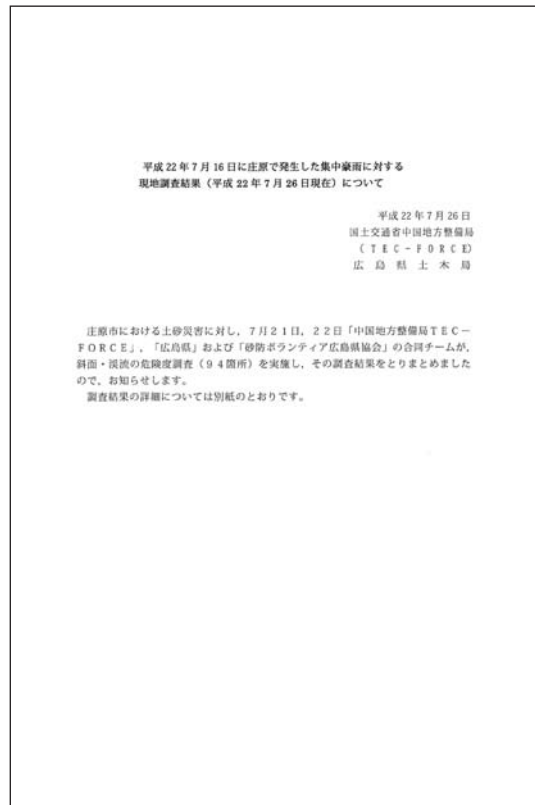 平成22年7月16日に庄原で発生した集中豪雨に対する
現地調査結果（平成22年7月26日現在）について
平成22年7月26日
国土交通省中国地方整備局
（ＴＥＣ－ＦＯＲＣＥ）
広島県土木局
庄原市における土砂災害に対し，７月２１日，２２日「中国地方整備局ＴＥＣ－
ＦＯＲＣＥ」，「広島県」および「砂防ボランティア広島県協会」の合同チームが，
斜面・渓流の危険度調査（９４箇所）を実施し，その調査結果をとりまとめました
ので，お知らせします。
調査結果の詳細については別紙のとおりです。